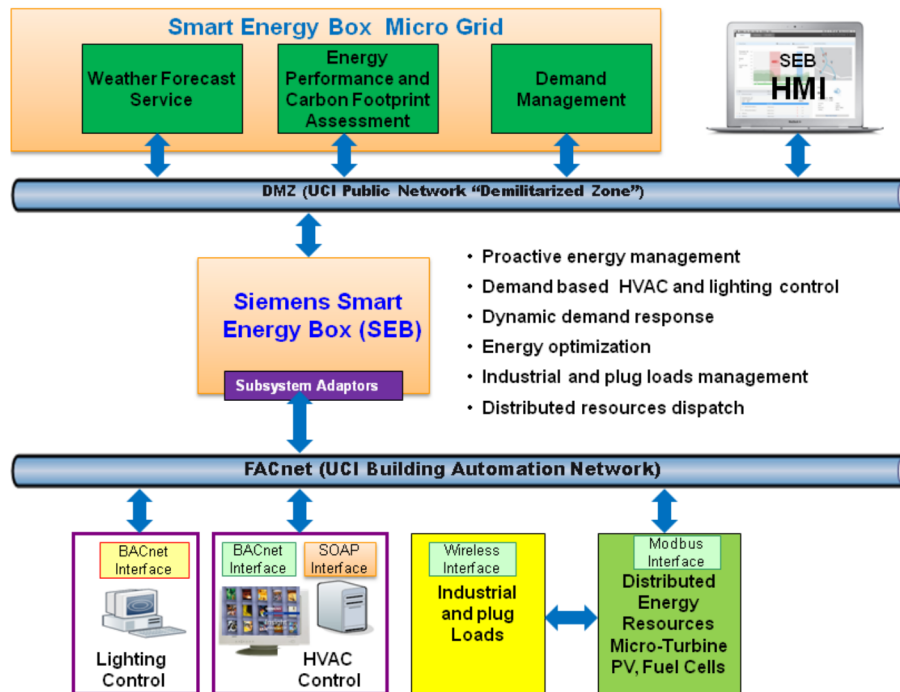 Smart Energy Box Micro Grid
Weather Forecast
Service
Energy
Performance and
Carbon Footprint
Assessment
Demand
Management
SEB
HMI
DMZ (UCI Public Network “Demilitarized Zone”)
Siemens Smart
Energy Box (SEB)
Subsystem Adaptors
• Proactive energy management
• Demand based HVAC and lighting control
• Dynamic demand response
• Energy optimization
• Industrial and plug loads management
• Distributed resources dispatch
FACnet (UCI Building Automation Network)
BACnet
Interface
Lighting
Control
BACnet
Interface
SOAP
Interface
HVAC
Control
Wireless
Interface
Industrial
and plug
Loads
Modbus
Interface
Distributed
Energy
Resources
Micro-Turbine
PV, Fuel Cells